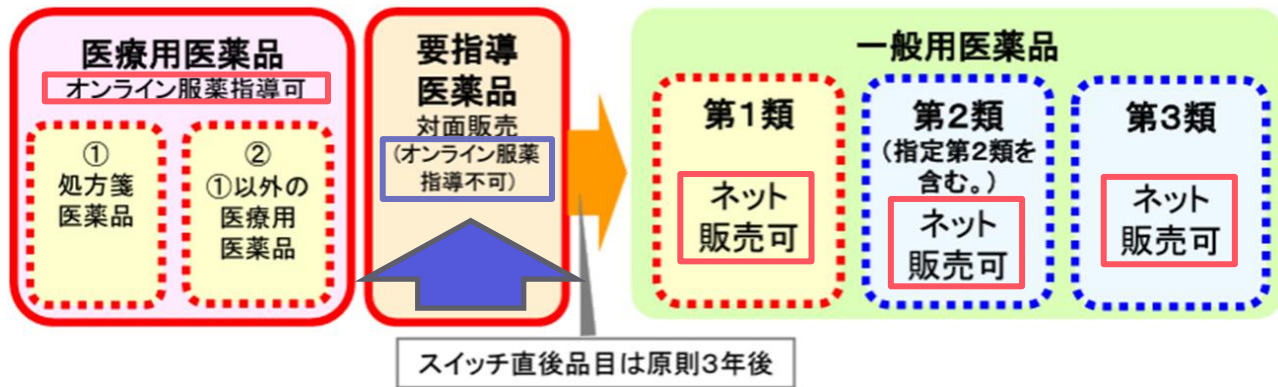 医療用医薬品
オンライン服薬指導可
①
処方箋
医薬品
②
①以外の
医療用
医薬品
要指導
医薬品
対面販売
(オンライン服薬
指導不可)
一般用医薬品
第1類
ネット
販売可
第2類
(指定第2類を
含む。)
ネット
販売可
第3類
ネット
販売可
スイッチ直後品目は原則3年後